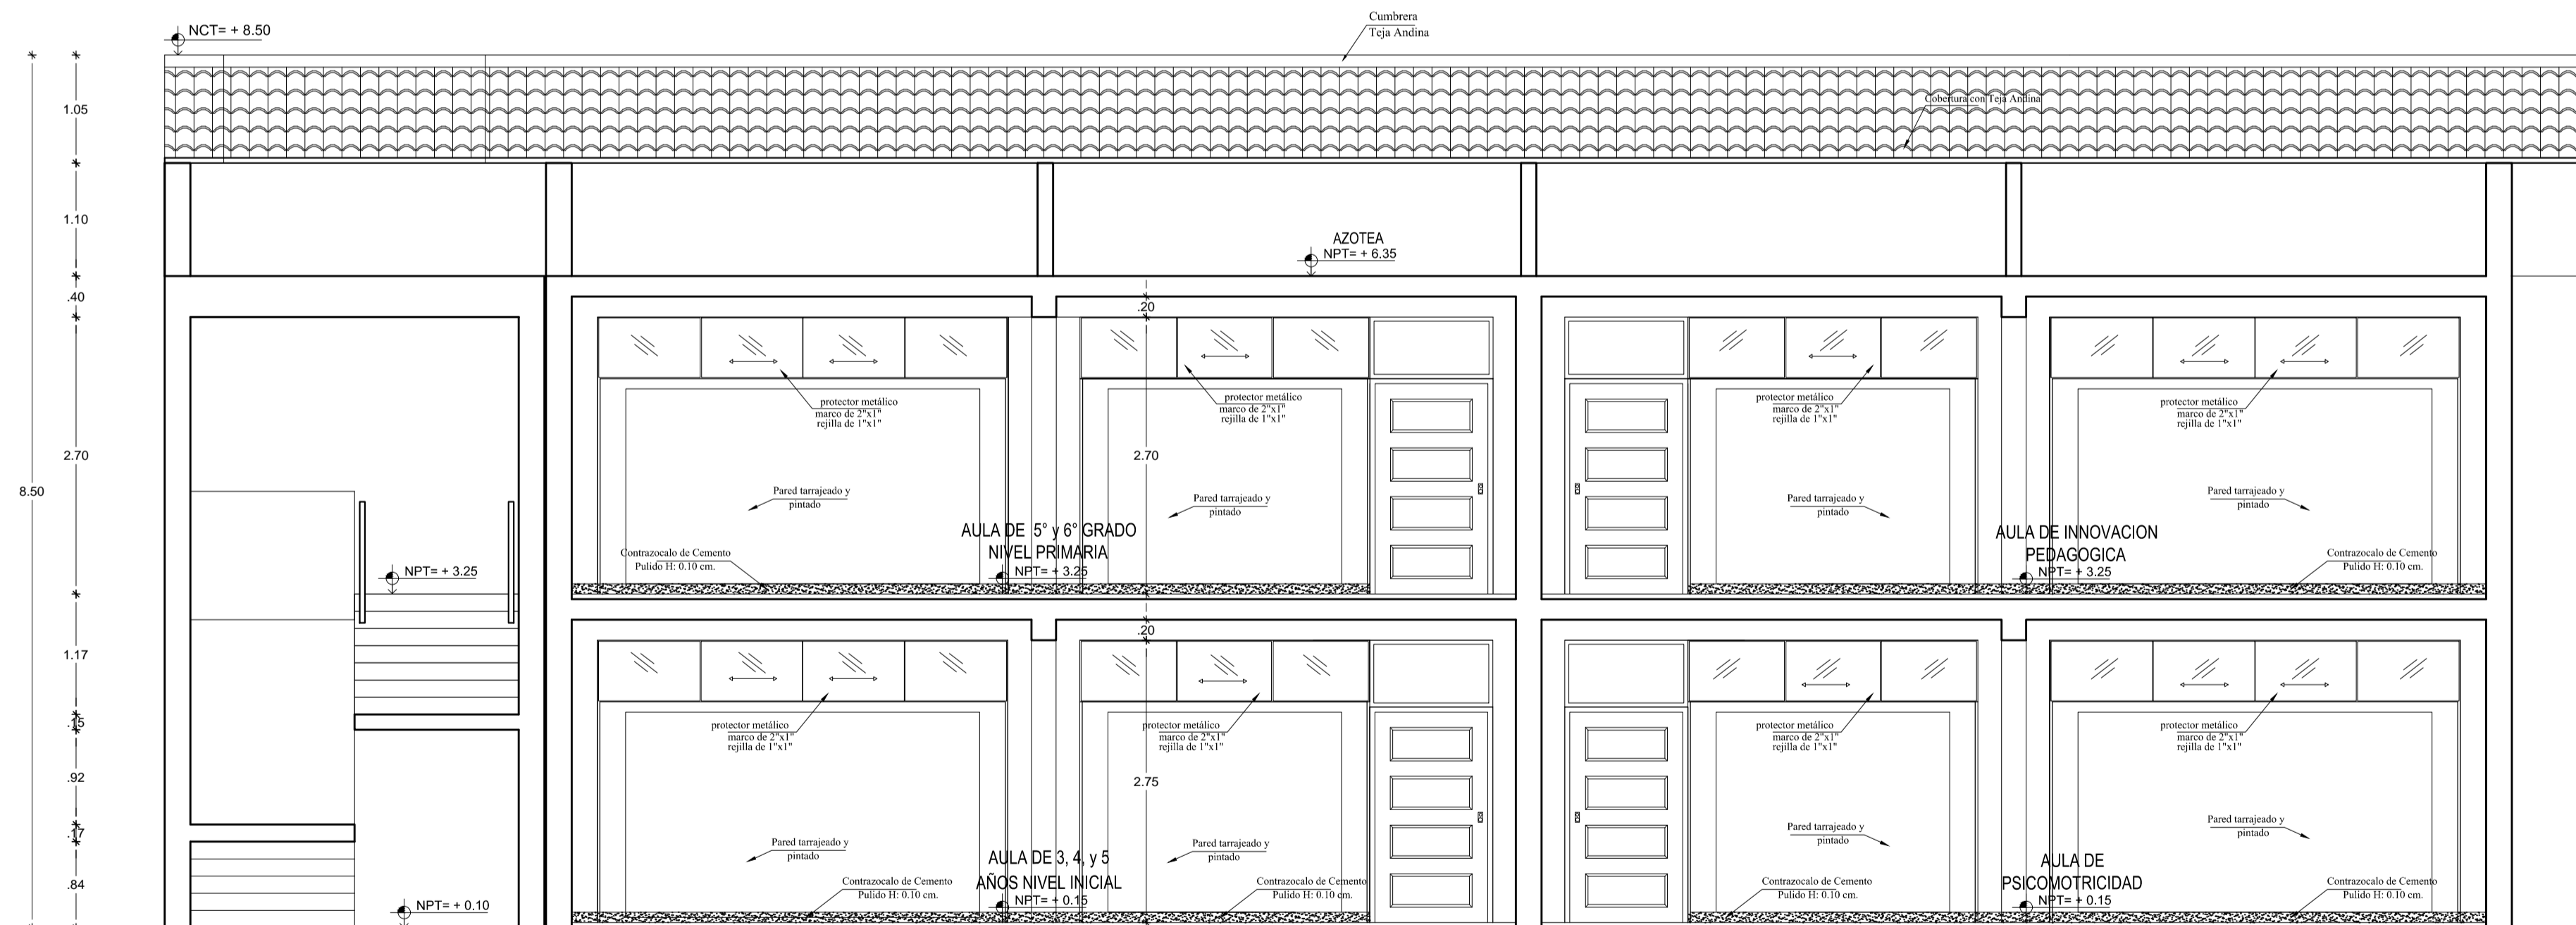 NCT= + 8.50
Cumbrera
Teja Andina
Cobertura con Teja Andina
1.05
1.10
AZOTEA
NPT= + 6.35
.40
.20
protector metálico
marco de 2"x1"
rejilla de 1"x1"
protector metálico
marco de 2"x1"
rejilla de 1"x1"
protector metálico
marco de 2"x1"
rejilla de 1"x1"
protector metálico
marco de 2"x1"
rejilla de 1"x1"
2.70
2.70
8.50
Pared tarrajeado y
pintado
Pared tarrajeado y
pintado
Pared tarrajeado y
pintado
Pared tarrajeado y
pintado
AULA DE 5° y 6° GRADO
NIVEL PRIMARIA
NPT= + 3.25
AULA DE INNOVACION
PEDAGOGICA
NPT= + 3.25
Contrazocalo de Cemento
Pulido H: 0.10 cm.
Contrazocalo de Cemento
Pulido H: 0.10 cm.
NPT= + 3.25
.20
1.17
.15
protector metálico
marco de 2"x1"
rejilla de 1"x1"
protector metálico
marco de 2"x1"
rejilla de 1"x1"
protector metálico
marco de 2"x1"
rejilla de 1"x1"
protector metálico
marco de 2"x1"
rejilla de 1"x1"
.92
2.75
.17
Pared tarrajeado y
pintado
Pared tarrajeado y
pintado
Pared tarrajeado y
pintado
Pared tarrajeado y
pintado
AULA DE 3, 4, y 5
AÑOS NIVEL INICIAL
NPT= + 0.15
AULA DE
PSICOMOTRICIDAD
NPT= + 0.15
.84
Contrazocalo de Cemento
Pulido H: 0.10 cm.
Contrazocalo de Cemento
Pulido H: 0.10 cm.
Contrazocalo de Cemento
Pulido H: 0.10 cm.
Contrazocalo de Cemento
Pulido H: 0.10 cm.
NPT= + 0.10